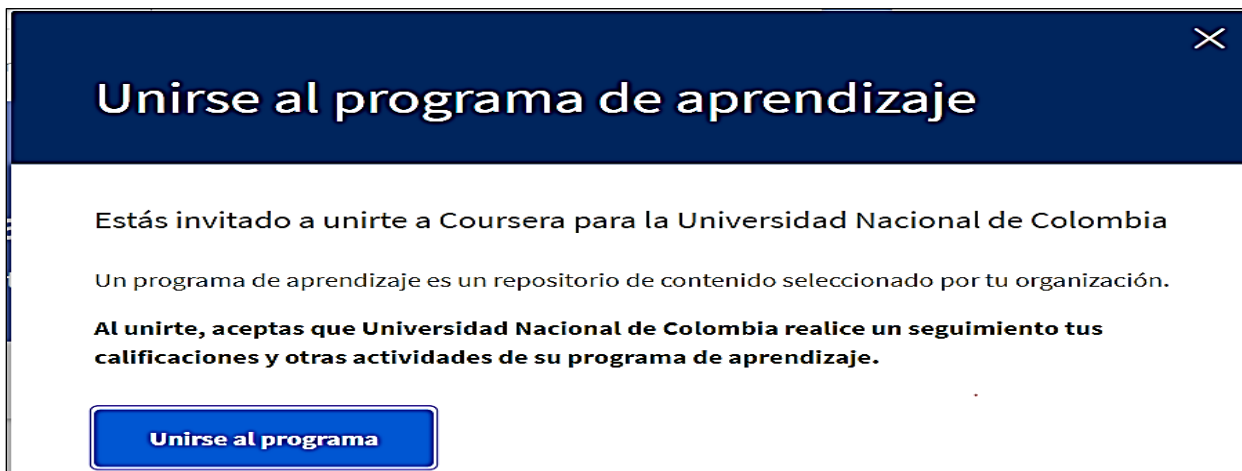 Unirse al programa de aprendizaje
Estás invitado a unirte a Coursera para la Universidad Nacional de Colombia
Un programa de aprendizaje es un repositorio de contenido seleccionado por tu organización.
Al unirte, aceptas que Universidad Nacional de Colombia realice un seguimiento tus
calificaciones y otras actividades de su programa de aprendizaje.
Unirse al programa